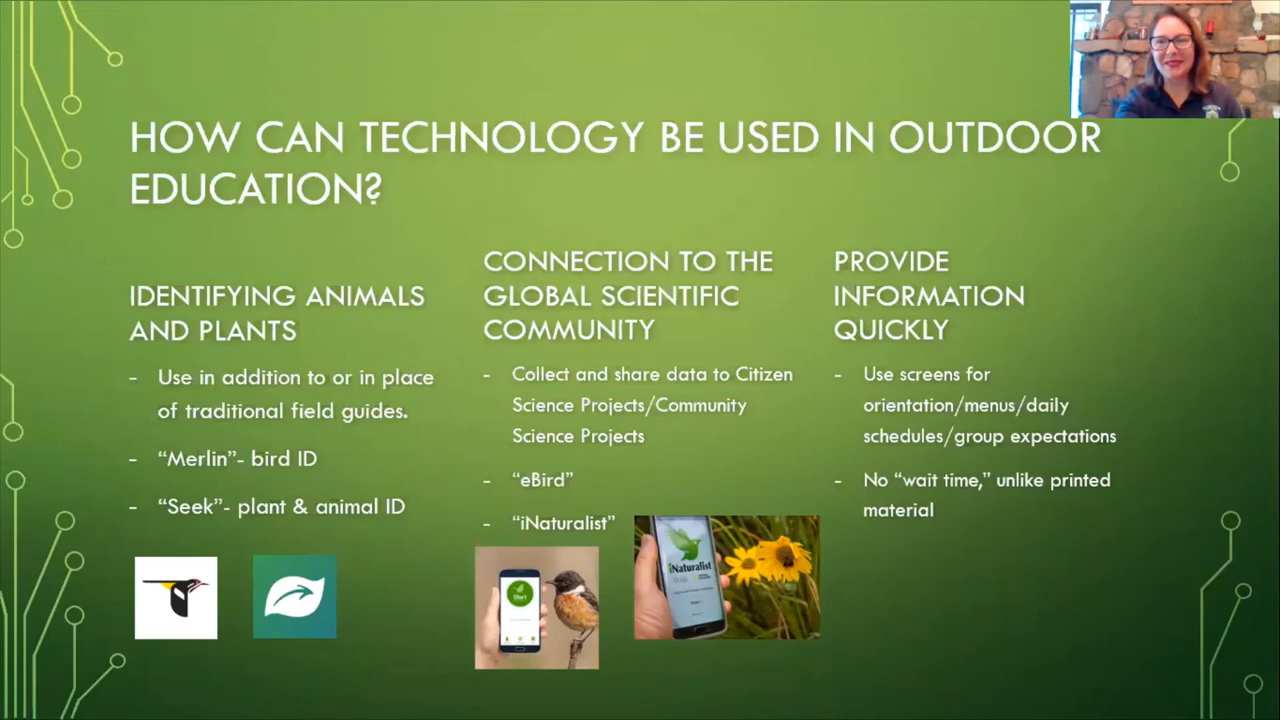 HOW CAN TECHNOLOGY BE USED IN OUTDOOR
EDUCATION?
IDENTIFYING ANIMALS
AND PLANTS
- Use in addition to or in place
of traditional field guides.
- “Merlin”- bird ID
- “Seek”- plant & animal ID
CONNECTION TO THE
GLOBAL SCIENTIFIC
COMMUNITY
- Collect and share data to Citizen
Science Projects/Community
Science Projects
- “eBird”
- “iNaturalist”
Start
iNaturalist
PROVIDE
INFORMATION
QUICKLY
- Use screens for
orientation/menus/daily
schedules/group expectations
- No “wait time,” unlike printed
material